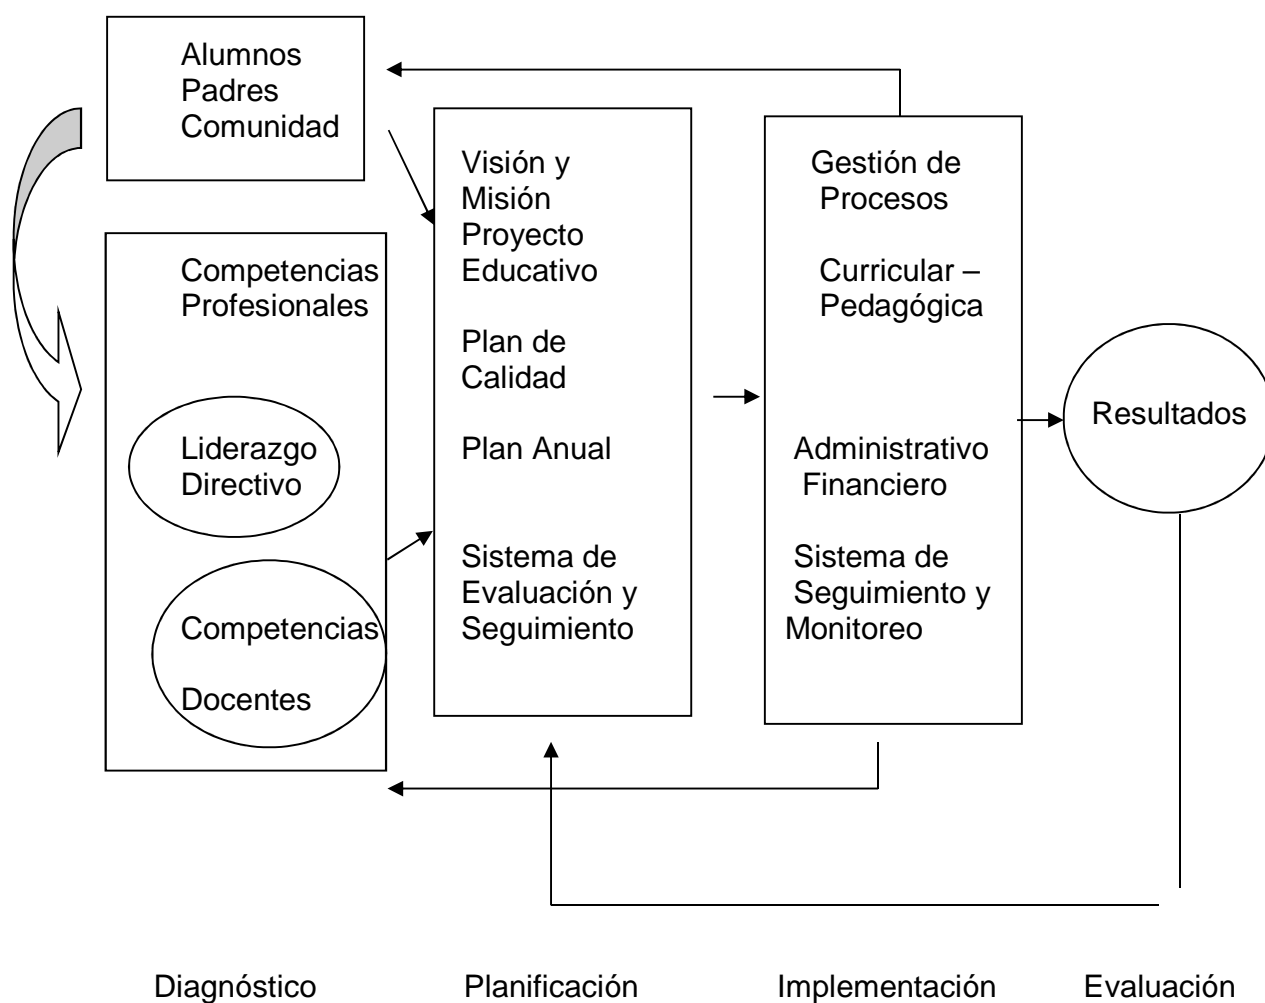 Alumnos
Padres
Comunidad
Competencias
Profesionales
Liderazgo
Directivo
Competencias
Docentes
Visión y
Misión
Proyecto
Educativo
Plan de
Calidad
Plan Anual
Sistema de
Evaluación y
Seguimiento
Gestión de
Procesos
Curricular –
Pedagógica
Administrativo
Financiero
Sistema de
Seguimiento y
Monitoreo
Resultados
Diagnóstico
Planificación
Implementación
Evaluación